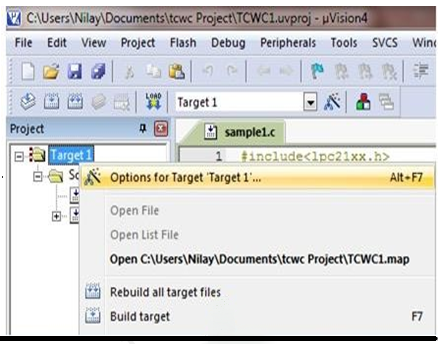 C:\Users\Nilay\Documents\tcwc Project\TCWC1.uvproj - µVision4
File Edit View Project Flash Debug Peripherals Tools SVCS
LOAD
Target 1
Project
sample1.c
Target 1
1 #include<lpc21xx.h>
Options for Target 'Target 1'... Alt+F7
Open File
Open List File
Open C:\Users\Nilay\Documents\tcwc Project\TCWC1.map
Rebuild all target files
Build target F7